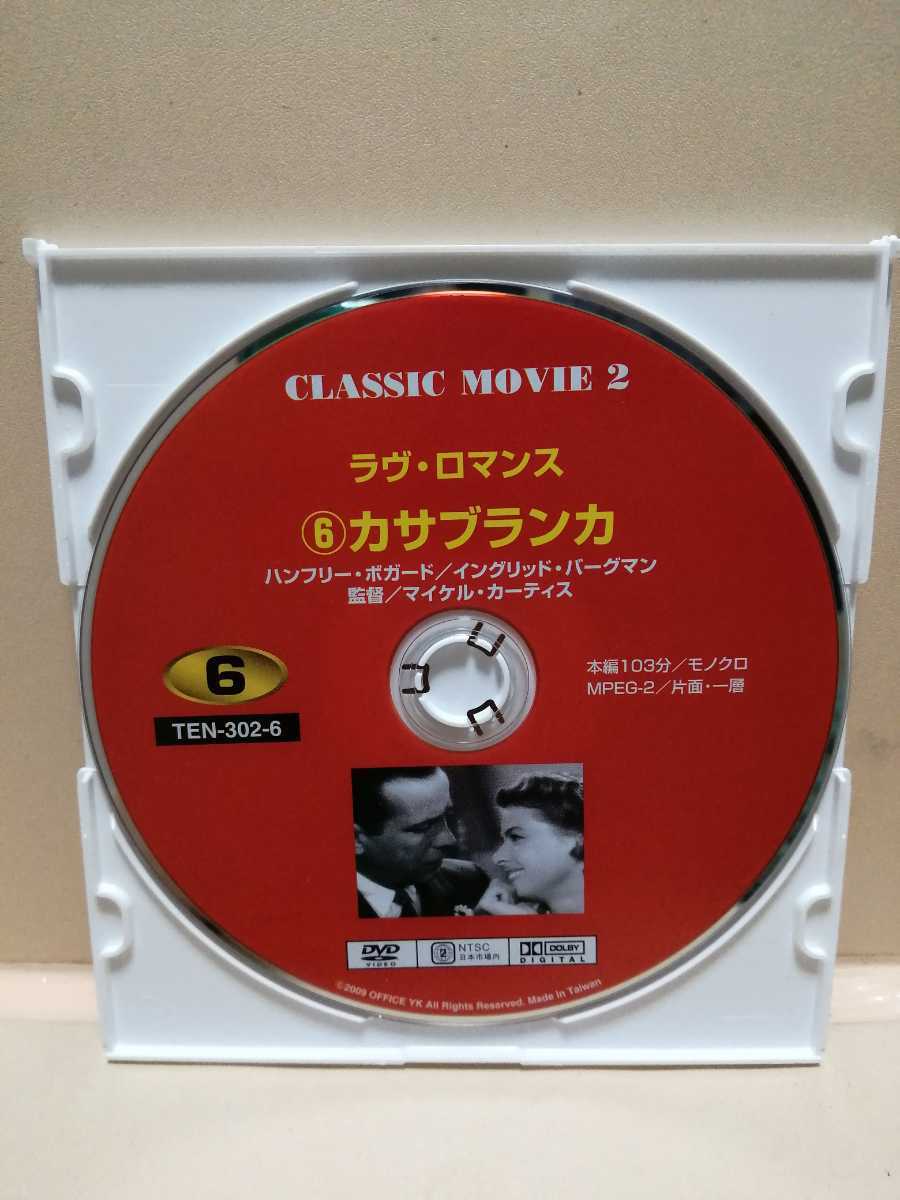 CLASSIC MOVIE 2
ラヴ・ロマンス
⑥カサブランカ
ハンフリー・ボガード／イングリッド・バーグマン
監督／マイケル・カーティス
6
TEN-302-6
本編103分／モノクロ
MPEG-2／片面・一層
DVD
VIDEO
2
NTSC
日本市場内
DOLBY
DIGITAL
©2009 OFFICE YK All Rights Reserved. Made in Taiwan